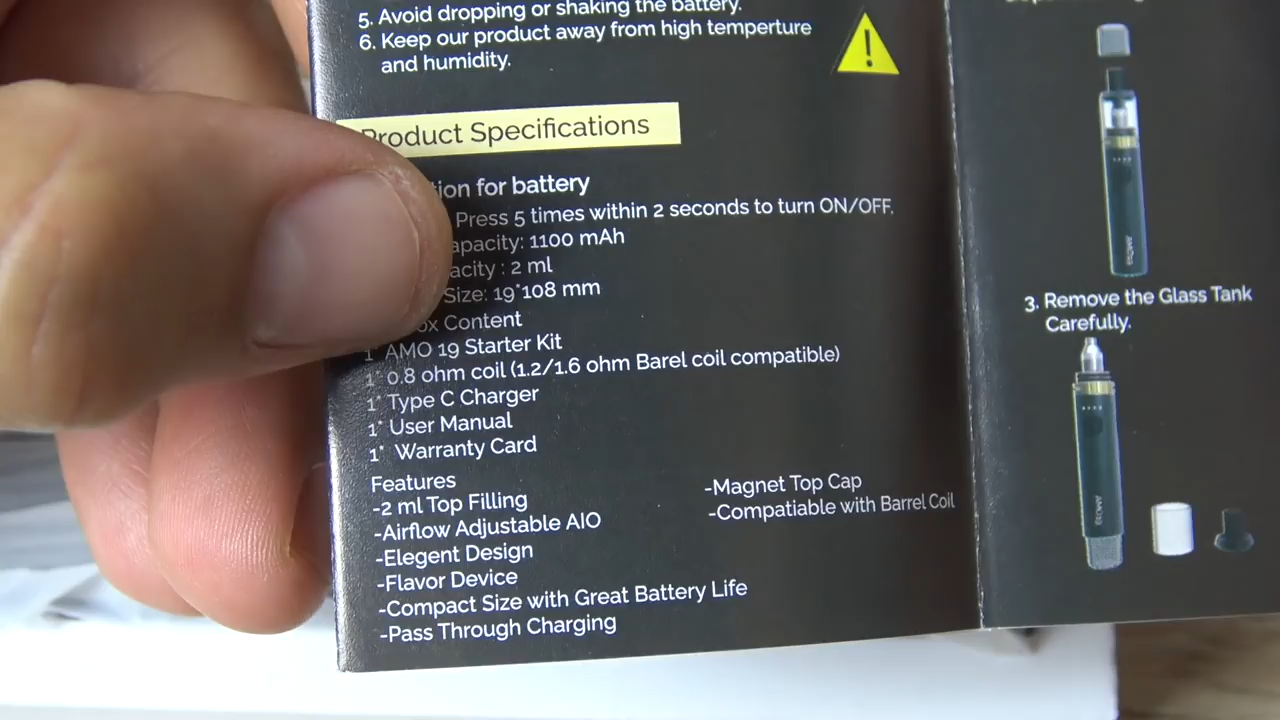 5. Avoid dropping or shaking the battery.
6. Keep our product away from high temperture
and humidity.
Product Specifications
for battery
Press 5 times within 2 seconds to turn ON/OFF.
1100 mAh
: 2 ml
Size: 19*108 mm
Content
1* AMO 19 Starter Kit
1* 0.8 ohm coil (1.2/1.6 ohm Barel coil compatible)
1* Type C Charger
1* User Manual
1* Warranty Card
Features
-2 ml Top Filling
-Airflow Adjustable AIO
-Elegent Design
-Flavor Device
-Compact Size with Great Battery Life
-Pass Through Charging
-Magnet Top Cap
-Compatiable with Barrel Coil
3. Remove the Glass Tank
Carefully.
AMO19
AMO19